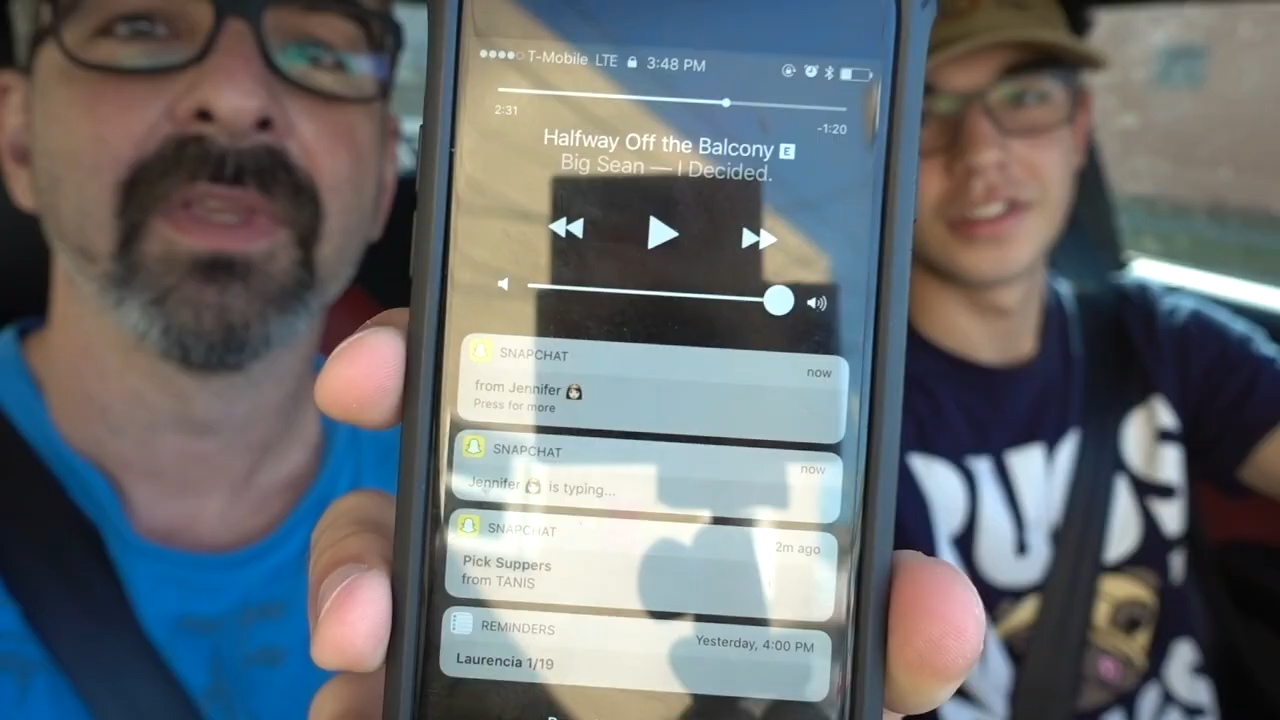 T-Mobile LTE 3:48 PM
2:31
-1:20
Halfway Off the Balcony E
Big Sean — I Decided.
SNAPCHAT
now
from Jennifer
Press for more
SNAPCHAT
now
Jennifer is typing...
SNAPCHAT
2m ago
Pick Suppers
from TANIS
REMINDERS
Yesterday, 4:00 PM
Laurencia 1/19
PUGS